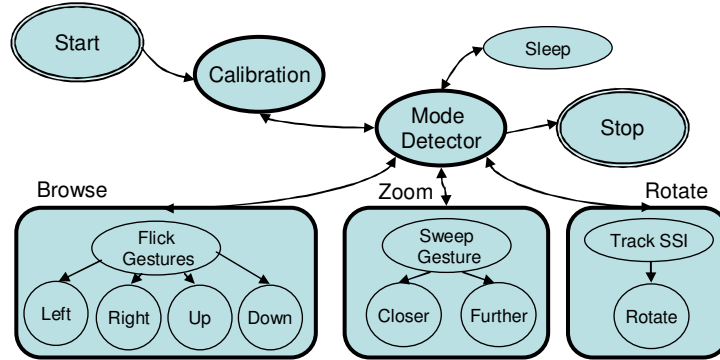 Start
Calibration
Sleep
Mode
Detector
Stop
Browse
Zoom
Rotate
Flick
Gestures
Left
Right
Up
Down
Sweep
Gesture
Closer
Further
Track SSI
Rotate